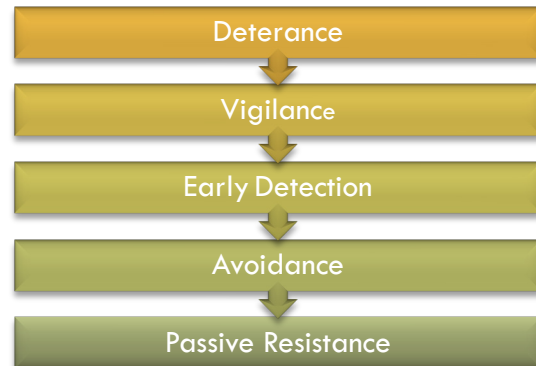 Deterance
Vigilance
Early Detection
Avoidance
Passive Resistance